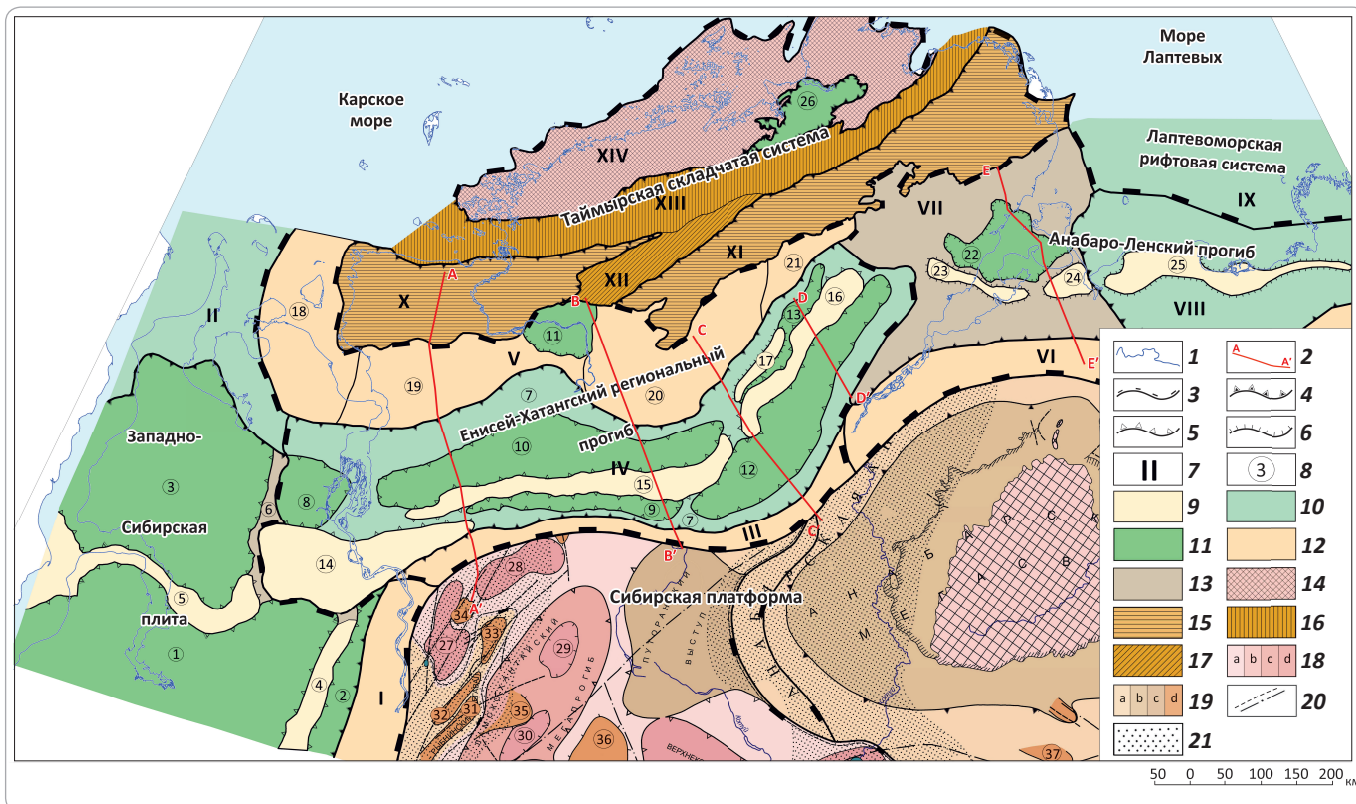 Море
Лаптевых
Карское
море
26
XIV
Таймырская складчатая система
XIII
Лаптевоморская
рифтовая система
E
VII
IX
II
18
A
X
XII
XI
B
21
22
Анабаро-Ленский прогиб
23
24
25
VIII
D
13
16
C
11
V
17
19
7
20
Енисей-Хатангский региональный
прогиб
VI
E'
D'
Западно-
3
10
IV
15
12
8
6
9
7
Сибирская
14
III
B'
C'
5
плита
28
A'
34
27
33
Сибирская платформа
1
4
2
I
29
32
31
35
30
36
37
ПУТОРАНСКИЙ
ВЫСТУП
МЕГАПРОГИБ
1
A
A'
2
3
4
5
6
II
7
3
8
9
10
11
12
13
14
15
16
17
a b c d
18
a b c d
19
20
21
50 0 50 100 150 200 км